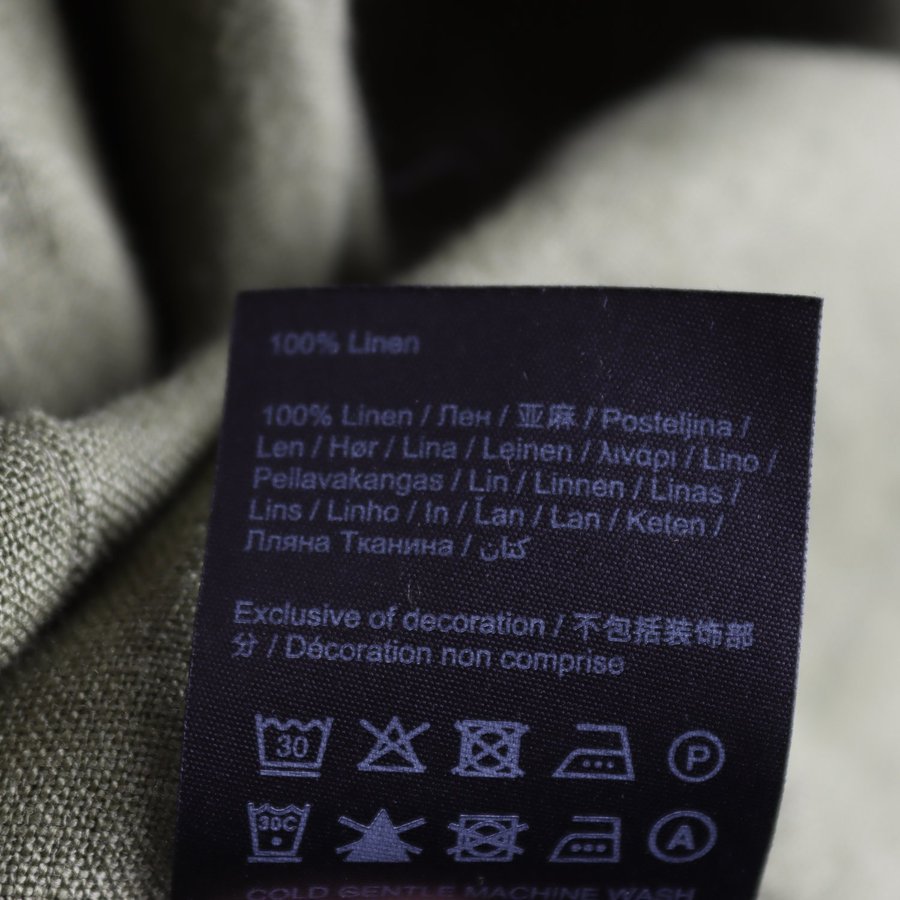 100% Linen
100% Linen / Лен / 亚麻 / Posteljina /
Len / Hør / Lina / Leinen / λινάρι / Lino /
Pellavakangas / Lin / Linnen / Linas /
Lins / Linho / In / Ľan / Lan / Keten /
Лляна Тканина / كتان
Exclusive of decoration / 不包括装饰部
分 / Décoration non comprise
30 P
30C A
COLD GENTLE MACHINE WASH